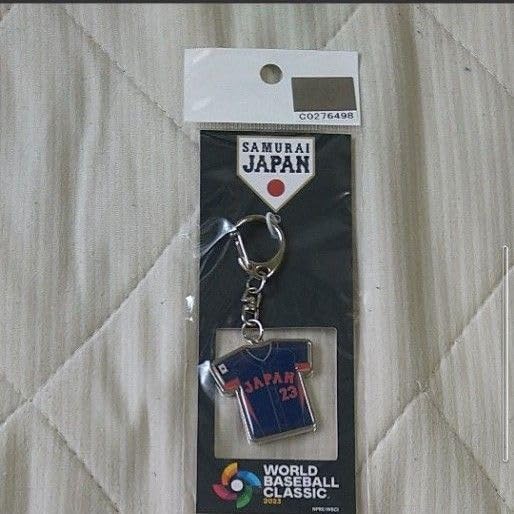 C0276498
SAMURAI
JAPAN
JAPAN
23
WORLD
BASEBALL
CLASSIC
2023